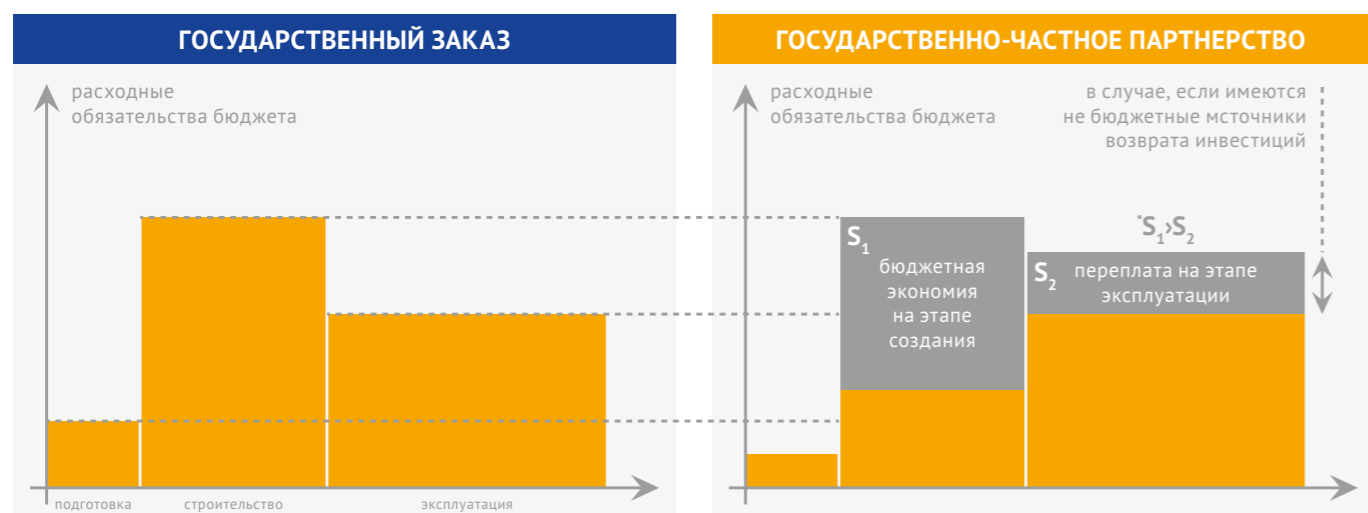 ГОСУДАРСТВЕННЫЙ ЗАКАЗ
расходные
обязательства бюджета
подготовка
строительство
эксплуатация
ГОСУДАРСТВЕННО-ЧАСТНОЕ ПАРТНЕРСТВО
расходные
обязательства бюджета
в случае, если имеются
не бюджетные мсточники
возврата инвестиций
S1
бюджетная
экономия
на этапе
создания
*S1›S2
S2
переплата на этапе
эксплуатации